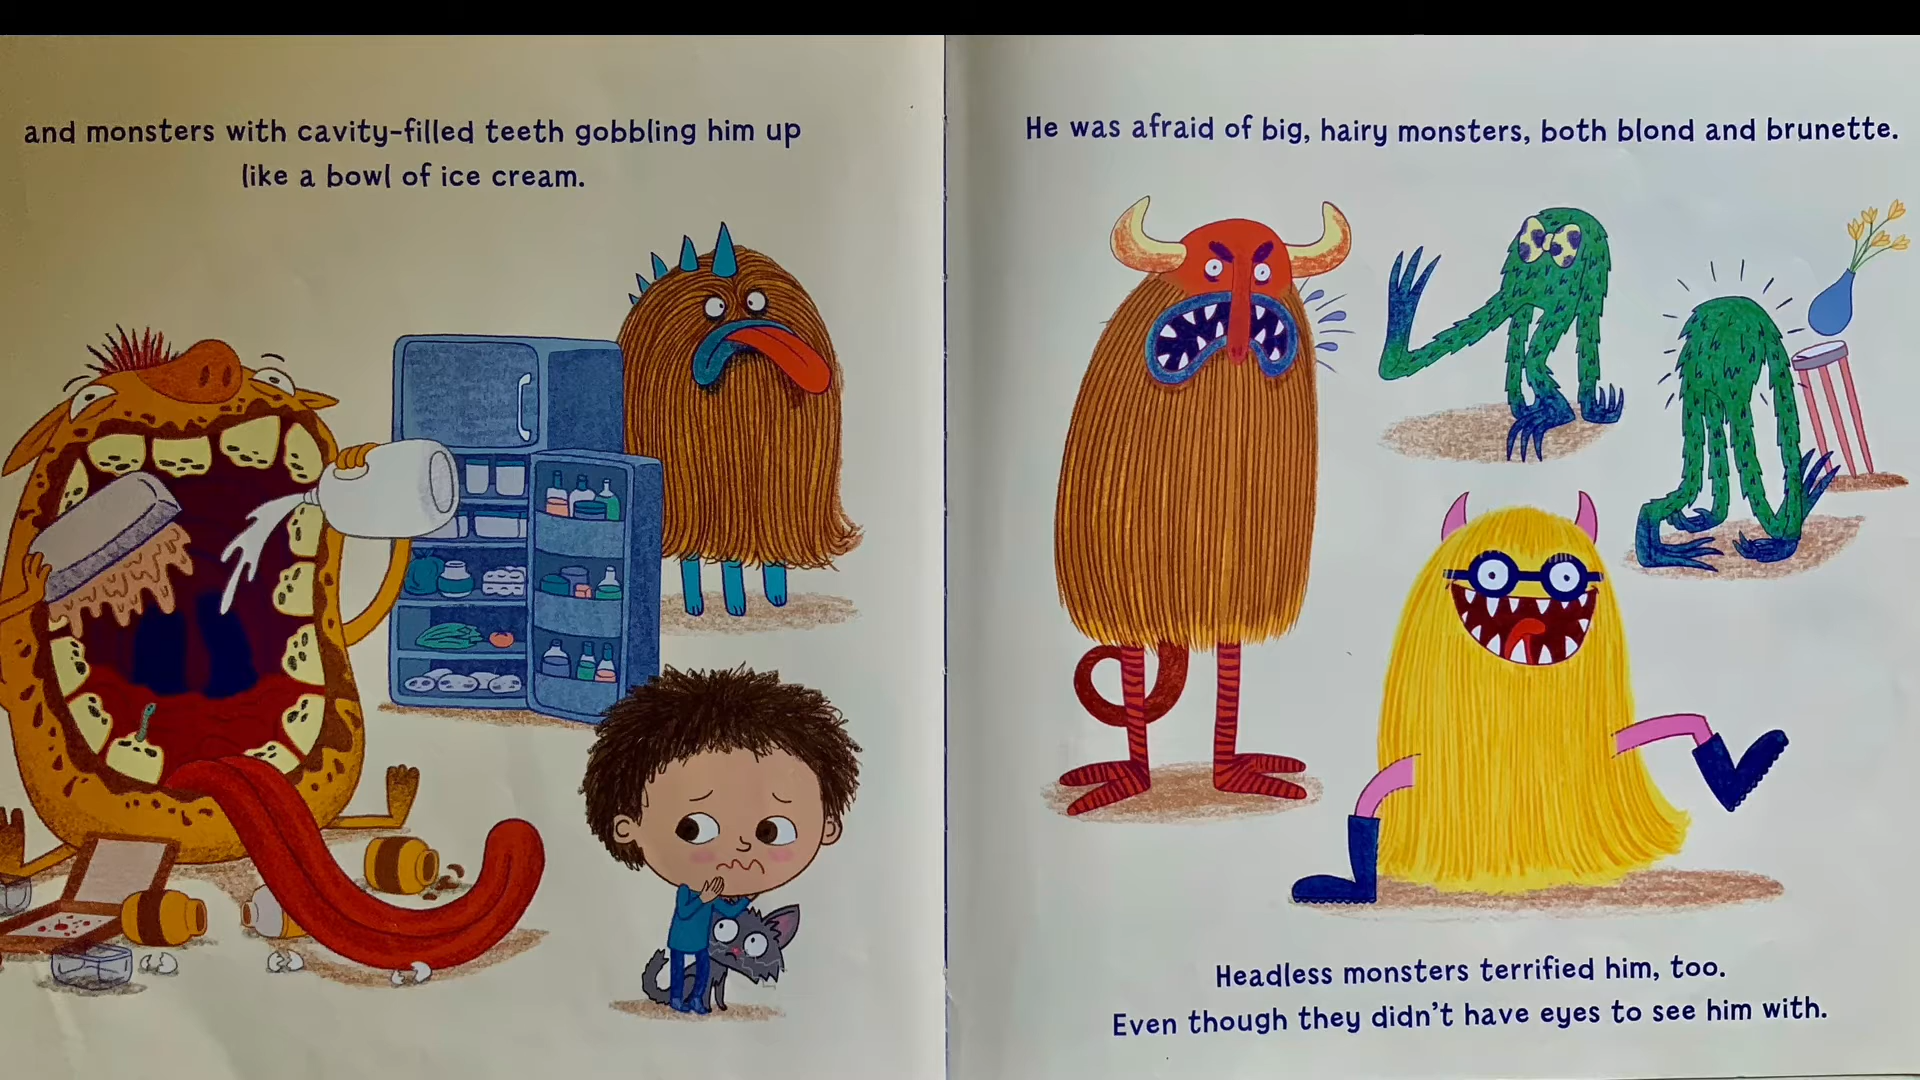 and monsters with cavity-filled teeth gobbling him up
like a bowl of ice cream.
He was afraid of big, hairy monsters, both blond and brunette.
Headless monsters terrified him, too.
Even though they didn't have eyes to see him with.